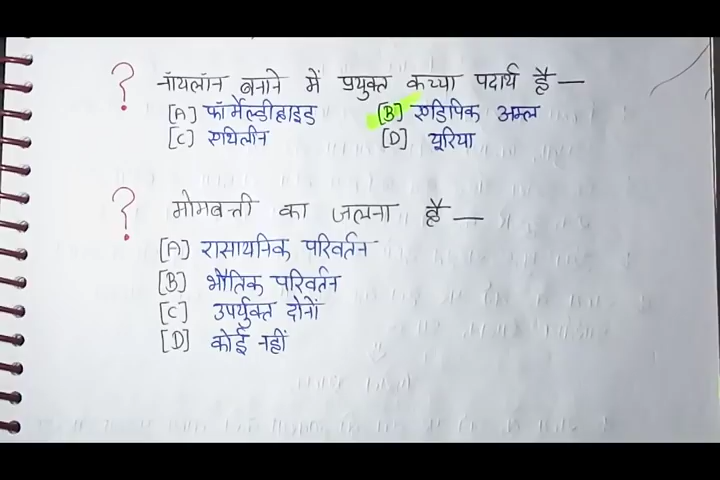 ? नॉयलॉन बनाने में प्रयुक्त कच्चा पदार्थ है —
[A] फॉर्मेल्डीहाइड [B] एडिपिक अम्ल
[C] एथिलीन [D] यूरिया
? मोमबत्ती का जलना है —
[A] रासायनिक परिवर्तन
[B] भौतिक परिवर्तन
[C] उपर्युक्त दोनों
[D] कोई नहीं